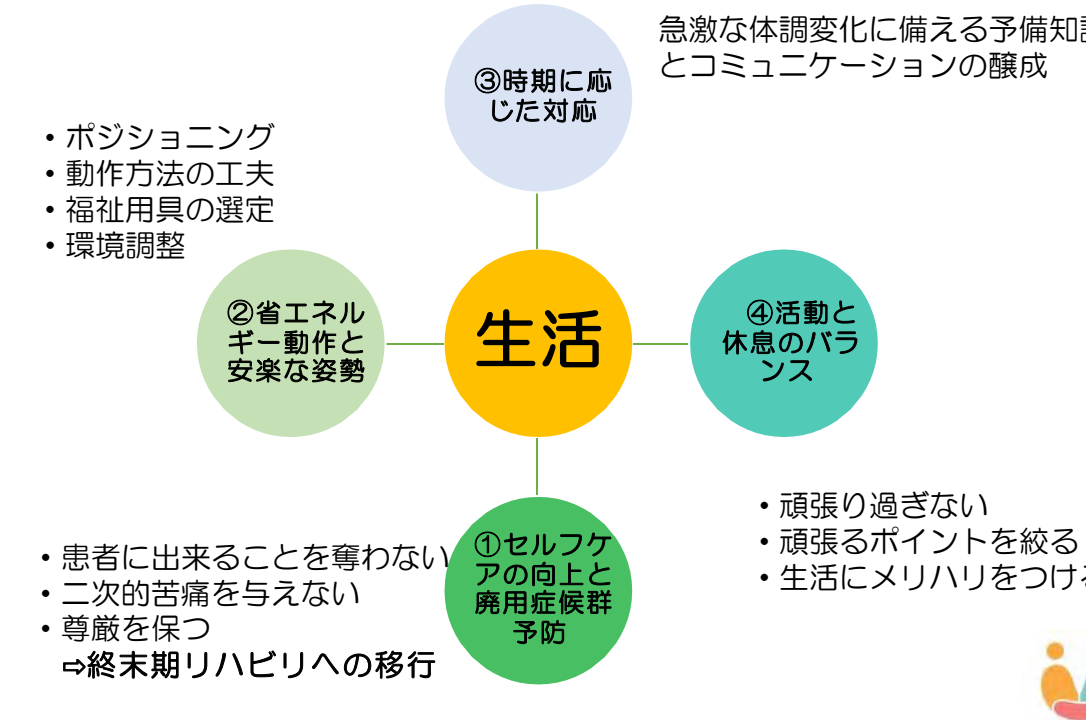 急激な体調変化に備える予備知
とコミュニケーションの醸成
③時期に応
じた対応
・ポジショニング
・動作方法の工夫
・福祉用具の選定
・環境調整
②省エネル
ギー動作と
安楽な姿勢
生活
④活動と
休息のバラ
ンス
・頑張り過ぎない
・頑張るポイントを絞る
・生活にメリハリをつけ
・患者に出来ることを奪わない
・二次的苦痛を与えない
・尊厳を保つ
⇨終末期リハビリへの移行
①セルフケ
アの向上と
廃用症候群
予防